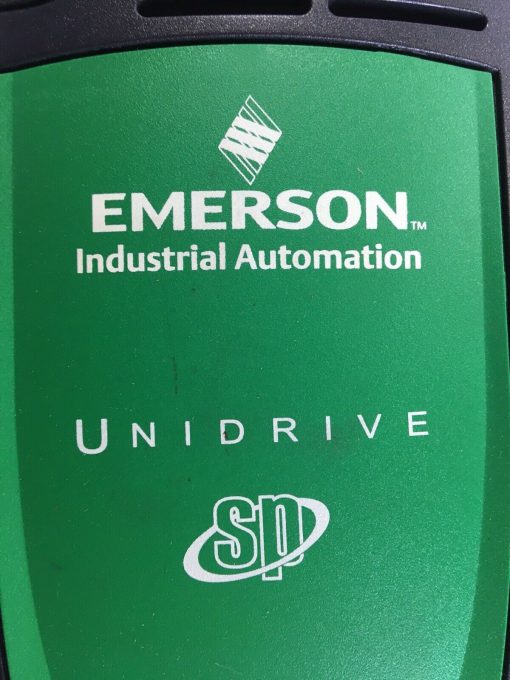 EMERSON™
Industrial Automation
UNIDRIVE
sp